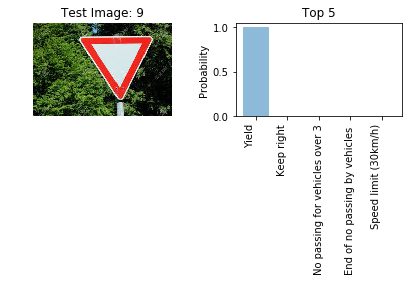 Test Image: 9
Top 5
Probability
1.0
0.5
0.0
Yield
Keep right
No passing for vehicles over 3
End of no passing by vehicles
Speed limit (30km/h)